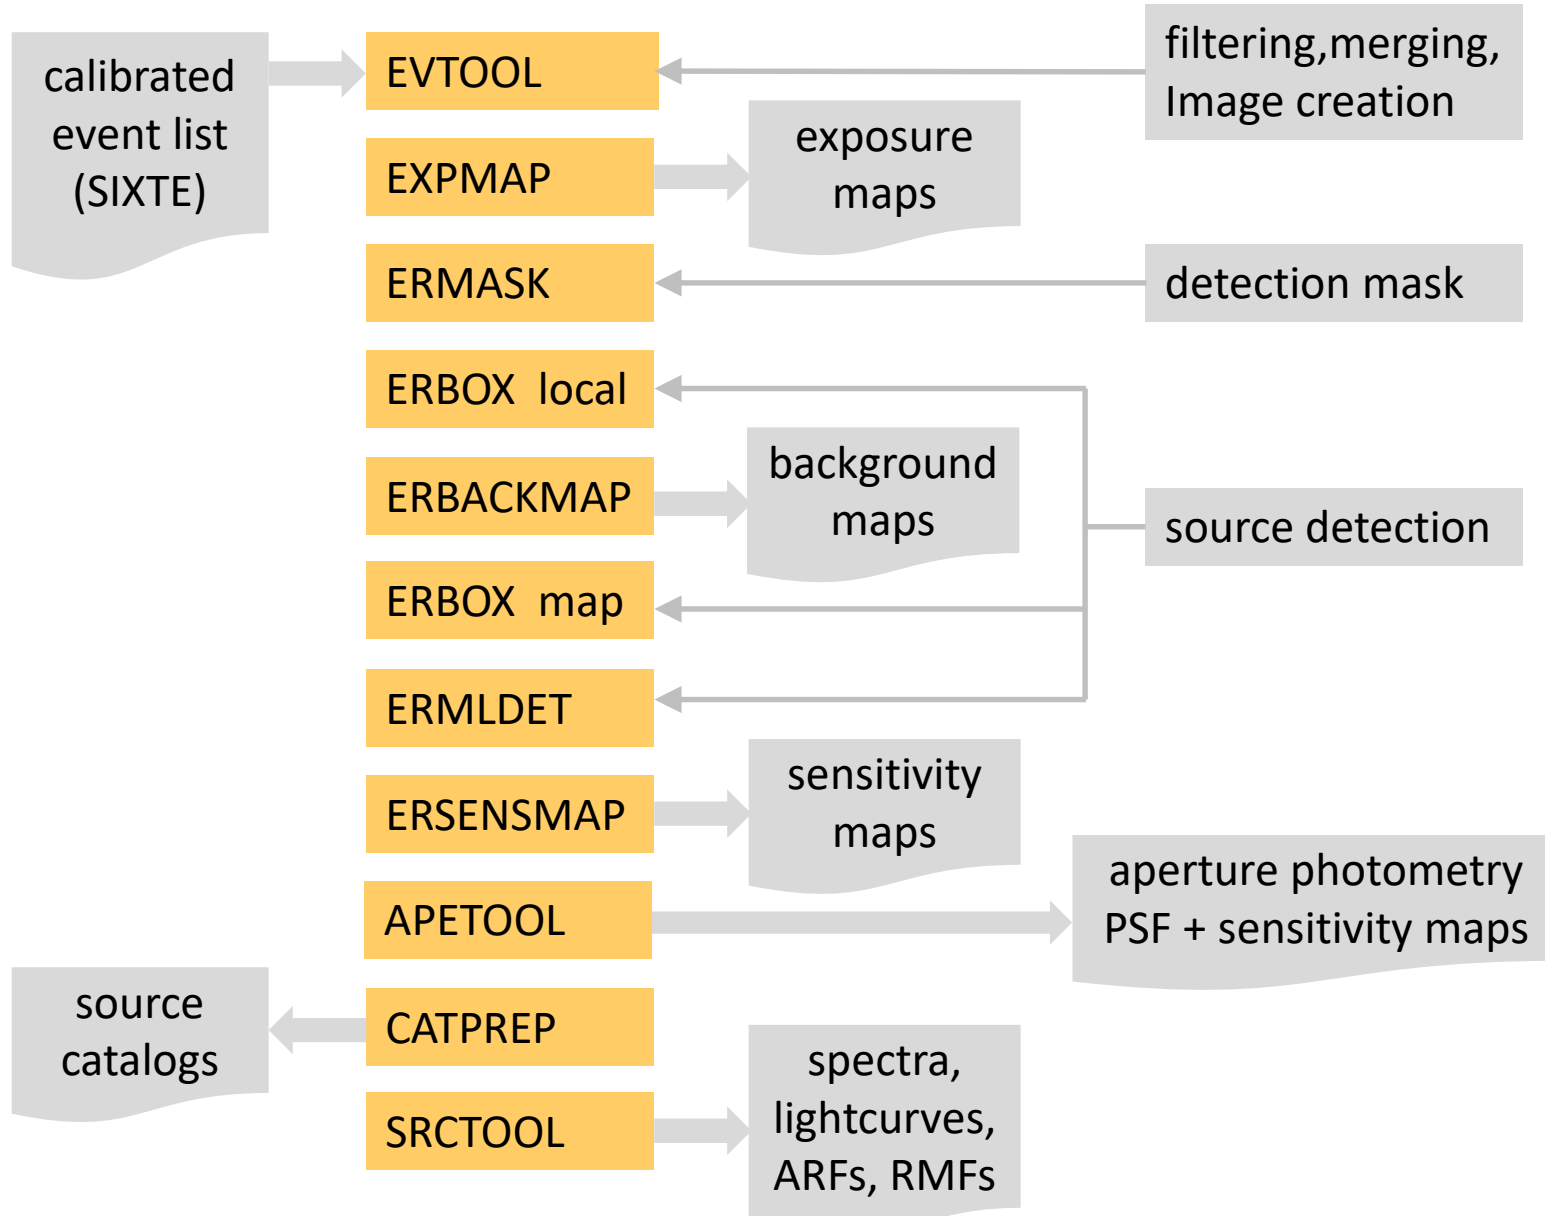 calibrated
event list
(SIXTE)
EVTOOL
filtering,merging,
Image creation
EXPMAP
exposure
maps
ERMASK
detection mask
ERBOX  local
ERBACKMAP
background
maps
source detection
ERBOX  map
ERMLDET
ERSENSMAP
sensitivity
maps
APETOOL
aperture photometry
PSF + sensitivity maps
source
catalogs
CATPREP
SRCTOOL
spectra,
lightcurves,
ARFs, RMFs